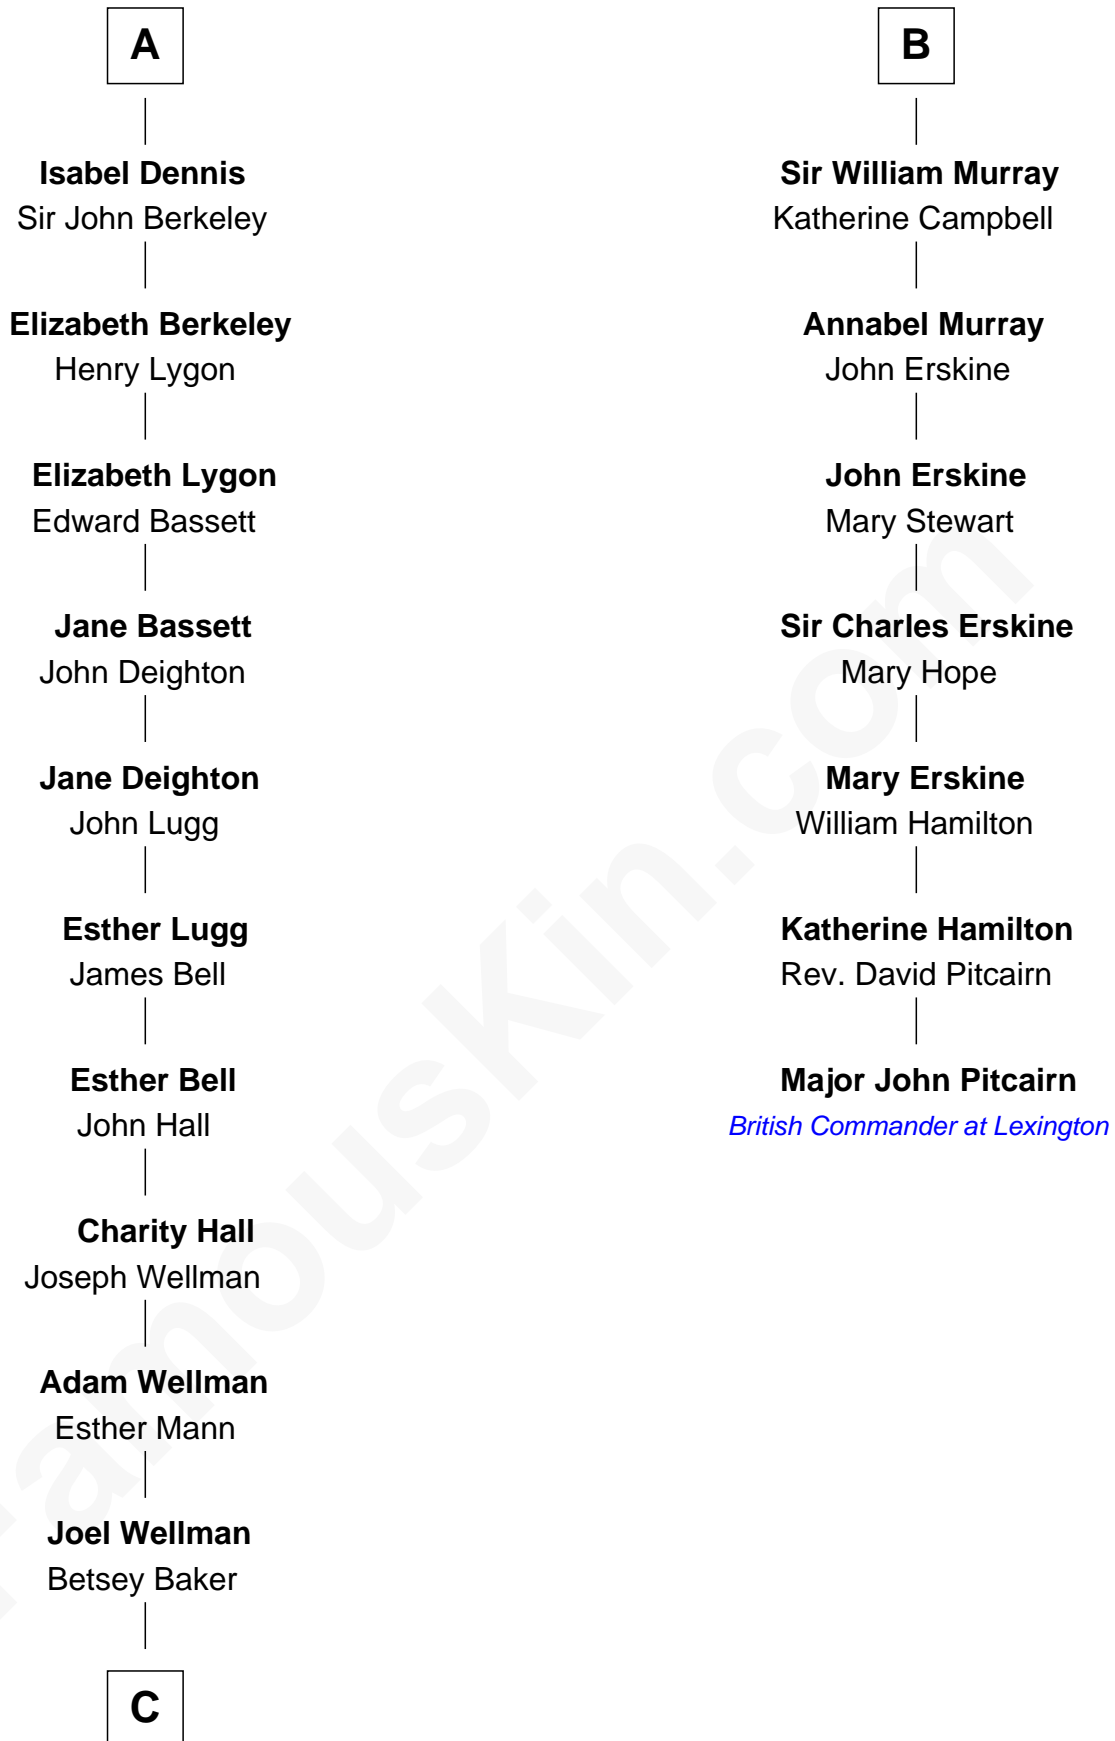 A
Isabel Dennis
Sir John Berkeley
Elizabeth Berkeley
Henry Lygon
Elizabeth Lygon
Edward Bassett
Jane Bassett
John Deighton
Jane Deighton
John Lugg
Esther Lugg
James Bell
Esther Bell
John Hall
Charity Hall
Joseph Wellman
Adam Wellman
Esther Mann
Joel Wellman
Betsey Baker
C
B
Sir William Murray
Katherine Campbell
Annabel Murray
John Erskine
John Erskine
Mary Stewart
Sir Charles Erskine
Mary Hope
Mary Erskine
William Hamilton
Katherine Hamilton
Rev. David Pitcairn
Major John Pitcairn
British Commander at Lexington
FamousKin.com